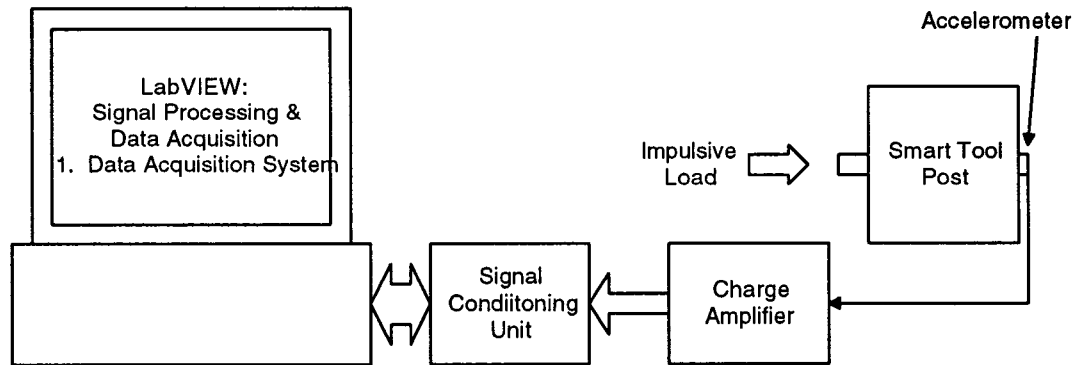 Accelerometer
LabVIEW:
Signal Processing &
Data Acquisition
1. Data Acquisition System
Impulsive
Load
Smart Tool
Post
Signal
Condiitoning
Unit
Charge
Amplifier